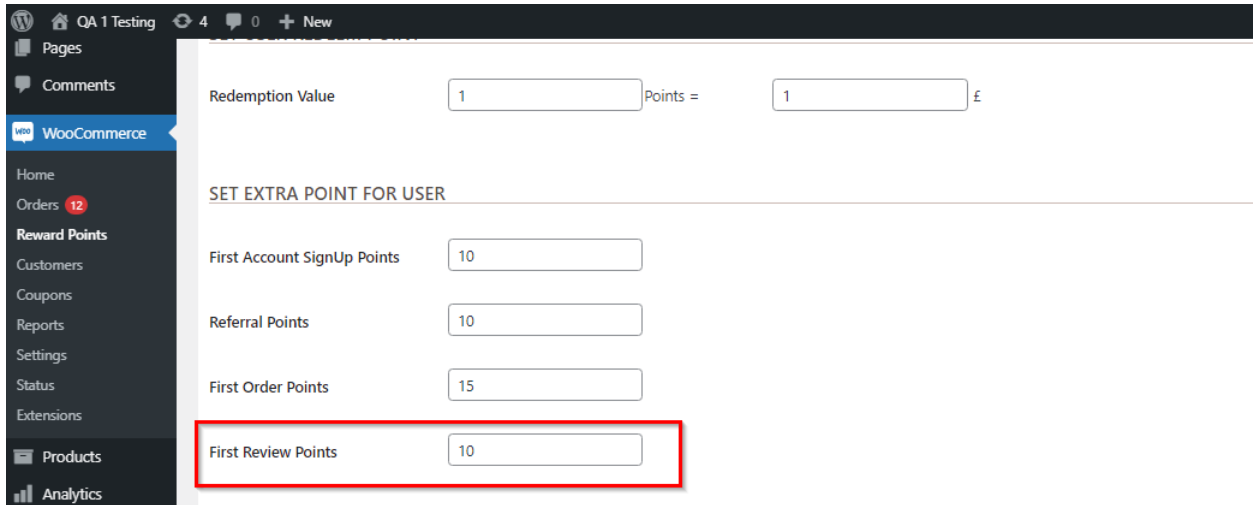 QA 1 Testing 4 0 + New
Pages
Comments
WooCommerce
Home
Orders 12
Reward Points
Customers
Coupons
Reports
Settings
Status
Extensions
Products
Analytics
Redemption Value 1 Points = 1 £
SET EXTRA POINT FOR USER
First Account SignUp Points 10
Referral Points 10
First Order Points 15
First Review Points 10